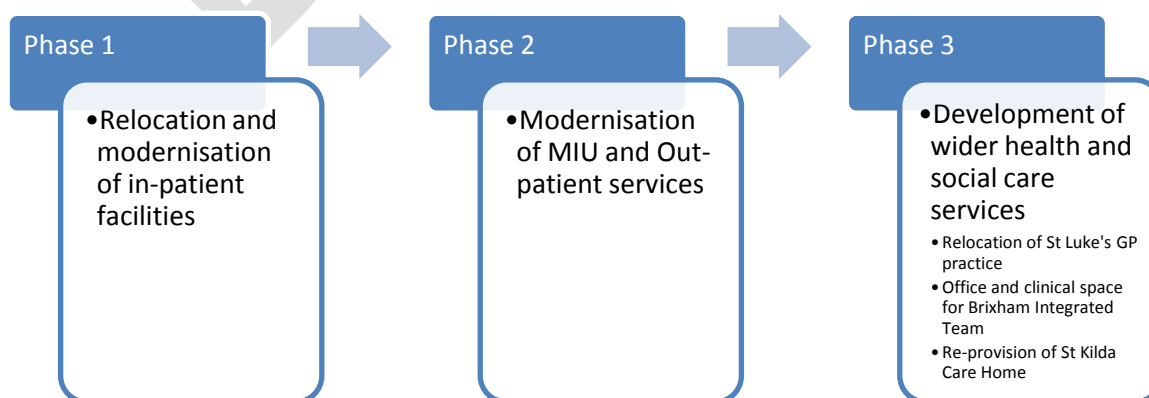 Phase 1
•Relocation and
modernisation
of in-patient
facilities
Phase 2
•Modernisation
of MIU and Out-
patient services
Phase 3
•Development of
wider health and
social care
services
•Relocation of St Luke's GP
practice
•Office and clinical space
for Brixham Integrated
Team
•Re-provision of St Kilda
Care Home